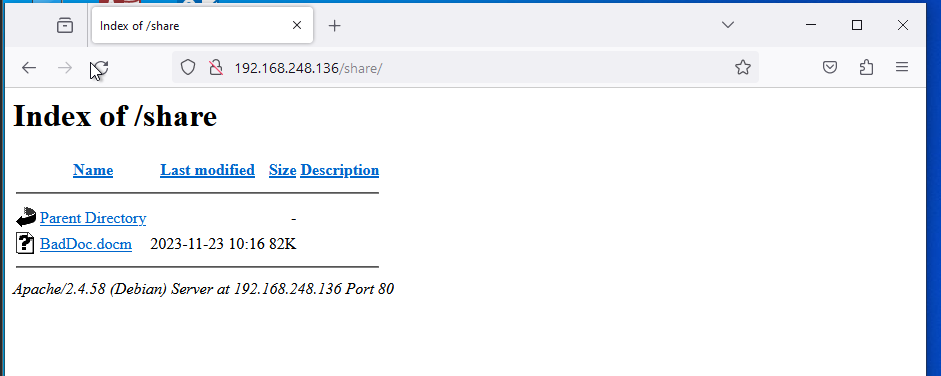 Index of /share
192.168.248.136/share/
Index of /share
Name Last modified Size Description
Parent Directory -
BadDoc.docm 2023-11-23 10:16 82K
Apache/2.4.58 (Debian) Server at 192.168.248.136 Port 80